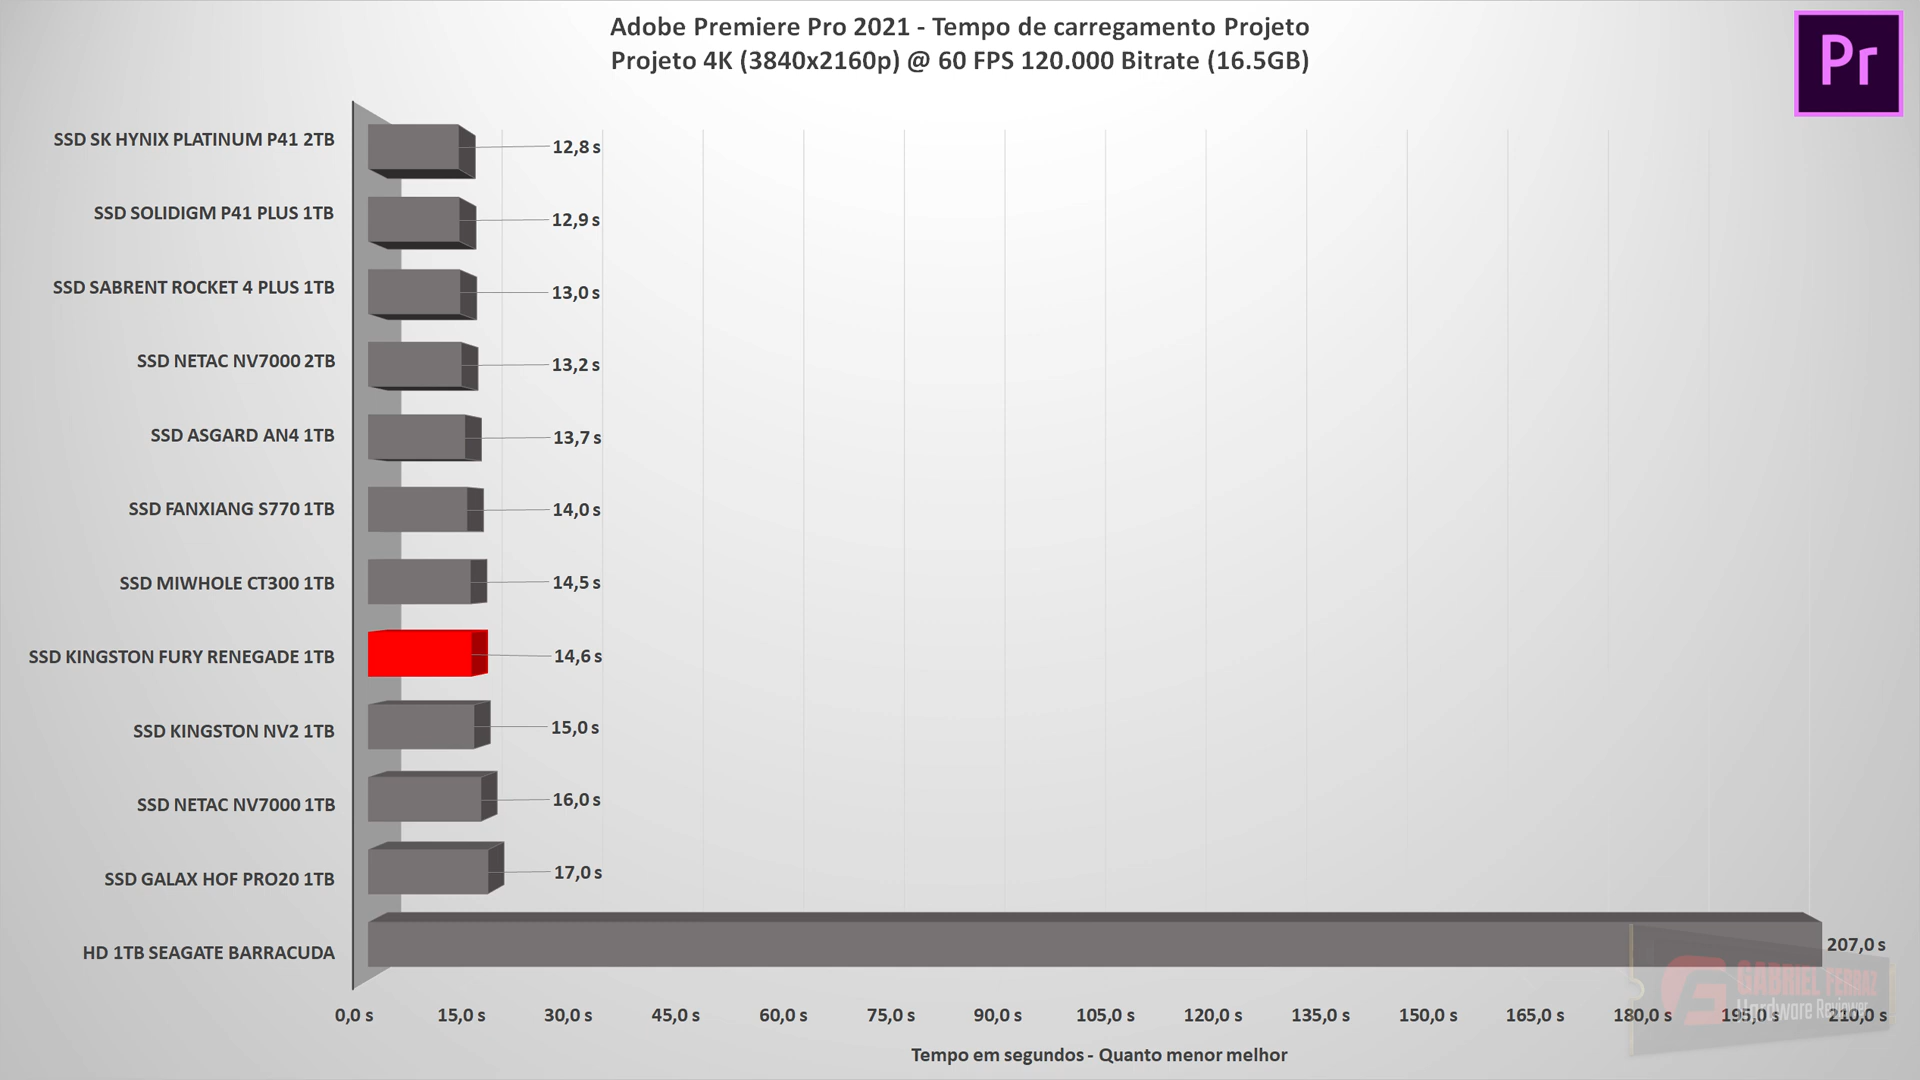 Adobe Premiere Pro 2021 - Tempo de carregamento Projeto
Projeto 4K (3840x2160p) @ 60 FPS 120.000 Bitrate (16.5GB)
Pr
SSD SK HYNIX PLATINUM P41 2TB
12,8 s
SSD SOLIDIGM P41 PLUS 1TB
12,9 s
SSD SABRENT ROCKET 4 PLUS 1TB
13,0 s
SSD NETAC NV7000 2TB
13,2 s
SSD ASGARD AN4 1TB
13,7 s
SSD FANXIANG S770 1TB
14,0 s
SSD MIWHOLE CT300 1TB
14,5 s
SSD KINGSTON FURY RENEGADE 1TB
14,6 s
SSD KINGSTON NV2 1TB
15,0 s
SSD NETAC NV7000 1TB
16,0 s
SSD GALAX HOF PRO20 1TB
17,0 s
HD 1TB SEAGATE BARRACUDA
207,0 s
0,0 s 15,0 s 30,0 s 45,0 s 60,0 s 75,0 s 90,0 s 105,0 s 120,0 s 135,0 s 150,0 s 165,0 s 180,0 s 195,0 s 210,0 s
Tempo em segundos - Quanto menor melhor
GABRIEL FERRAZ
Hardware Reviewer